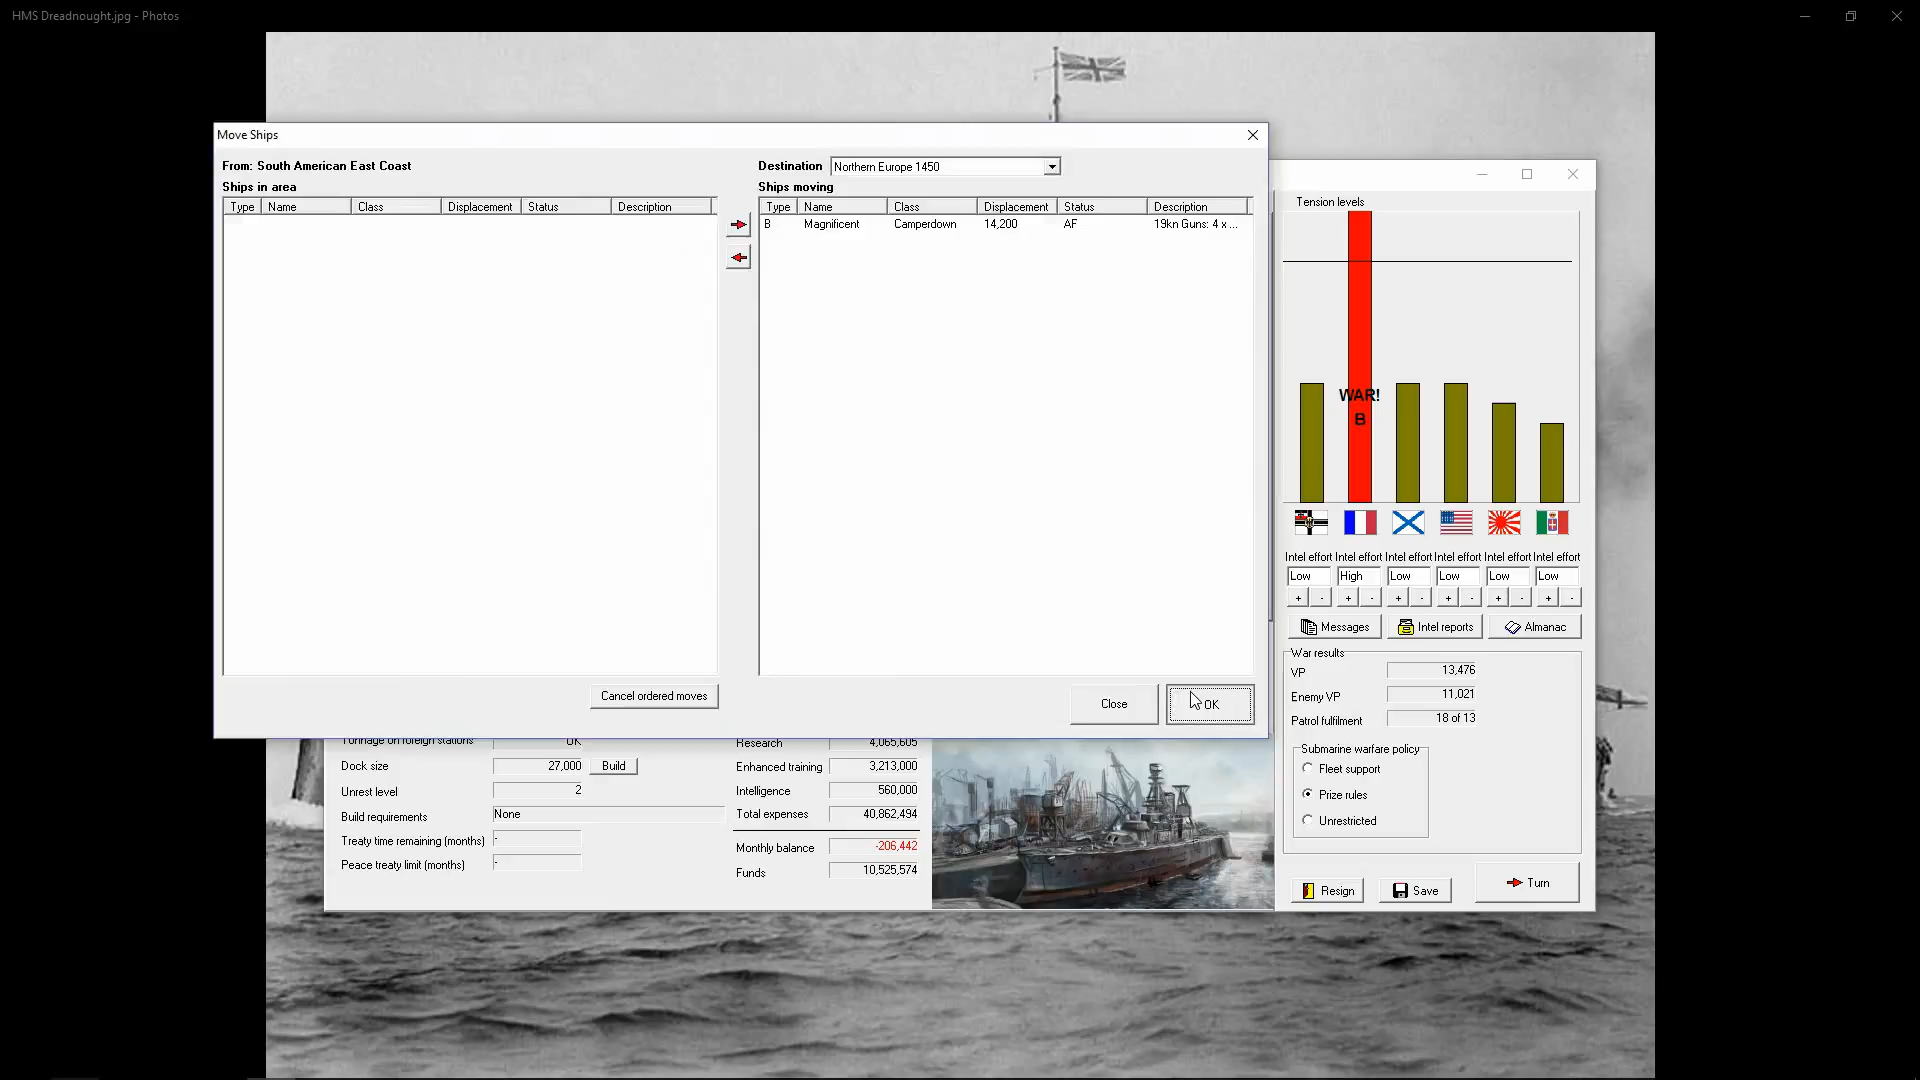 HMS Dreadnought.jpg - Photos
Move Ships
From: South American East Coast
Destination Northern Europe 1450
Ships in area
Ships moving
Type Name Class Displacement Status Description
Type Name Class Displacement Status Description
B Magnificent Camperdown 14,200 AF 19kn Guns: 4 x ...
Cancel ordered moves
Close
OK
Tension levels
WAR!
B
Intel effort Intel effort Intel effort Intel effort Intel effort Intel effort
Low High Low Low Low Low
+ - + - + - + - + - + -
Messages Intel reports Almanac
War results
VP 13,476
Enemy VP 11,021
Patrol fulfilment 18 of 13
Submarine warfare policy
Fleet support
Prize rules
Unrestricted
Resign Save Turn
Tonnage on foreign stations OK
Dock size 27,000 Build
Unrest level 2
Build requirements None
Treaty time remaining (months) -
Peace treaty limit (months) -
Research 4,065,605
Enhanced training 3,213,000
Intelligence 560,000
Total expenses 40,862,494
Monthly balance -206,442
Funds 10,525,574